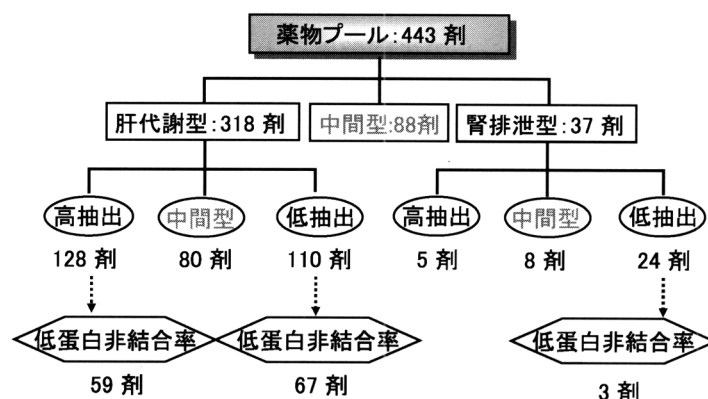 薬物プール:443 剤
肝代謝型:318 剤
中間型:88剤
腎排泄型:37 剤
高抽出
中間型
低抽出
高抽出
中間型
低抽出
128 剤
80 剤
110 剤
5 剤
8 剤
24 剤
低蛋白非結合率
低蛋白非結合率
低蛋白非結合率
59 剤
67 剤
3 剤